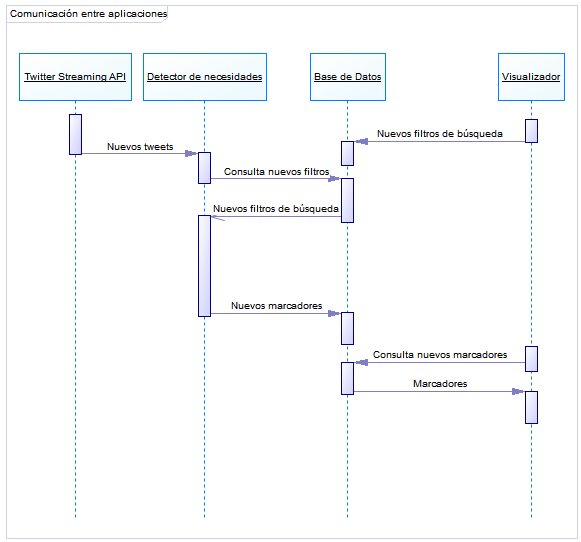 Comunicación entre aplicaciones
Twitter Streaming API
Detector de necesidades
Base de Datos
Visualizador
Nuevos filtros de búsqueda
Nuevos tweets
Consulta nuevos filtros
Nuevos filtros de búsqueda
Nuevos marcadores
Consulta nuevos marcadores
Marcadores